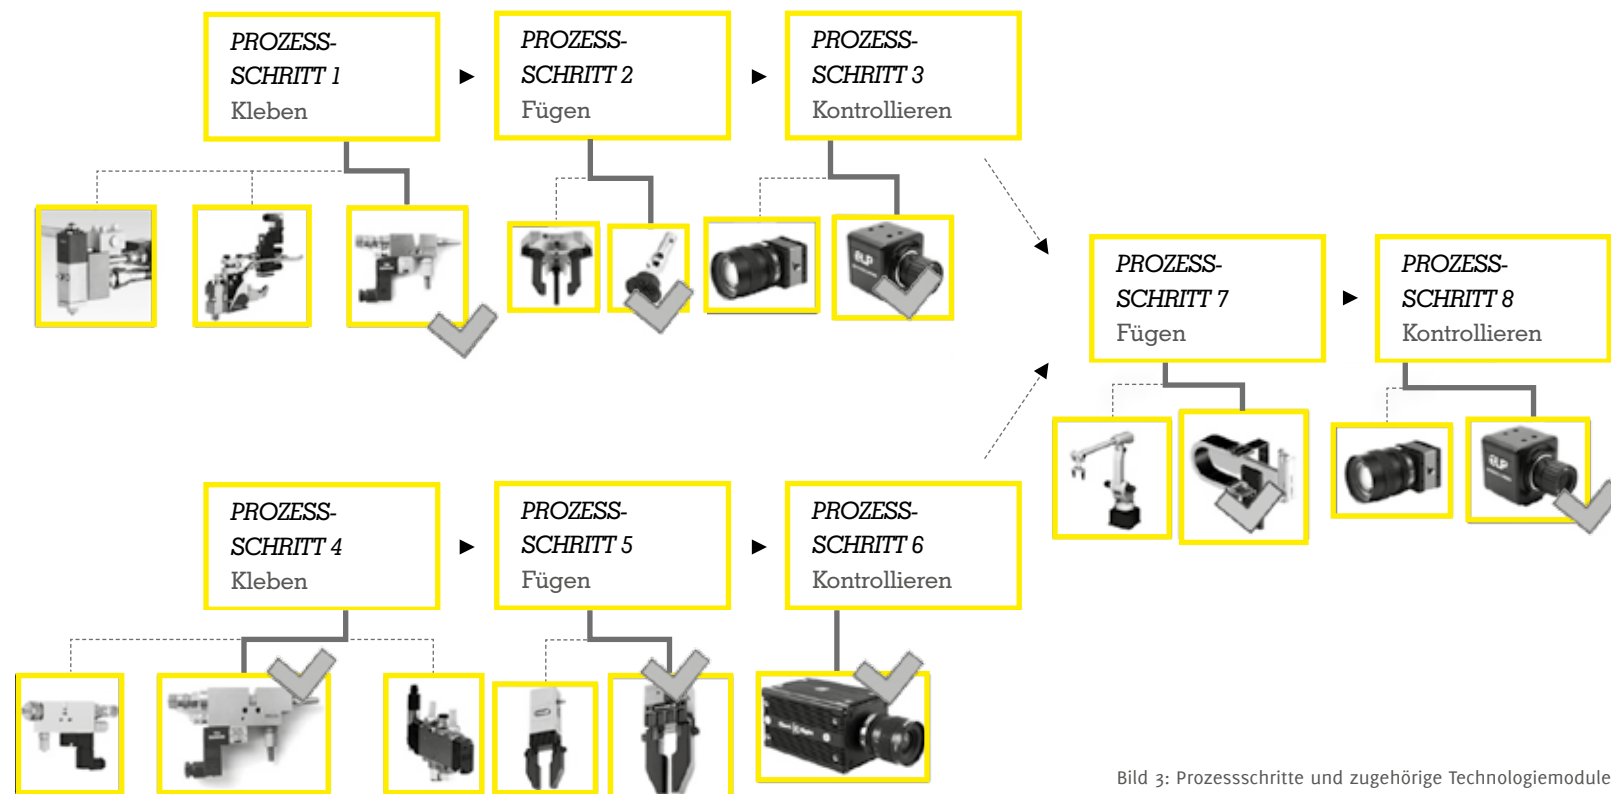 PROZESS-
SCHRITT 1
Kleben
PROZESS-
SCHRITT 2
Fügen
PROZESS-
SCHRITT 3
Kontrollieren
ELP
PROZESS-
SCHRITT 7
Fügen
PROZESS-
SCHRITT 8
Kontrollieren
ELP
PROZESS-
SCHRITT 4
Kleben
PROZESS-
SCHRITT 5
Fügen
PROZESS-
SCHRITT 6
Kontrollieren
Bild 3: Prozessschritte und zugehörige Technologiemodule